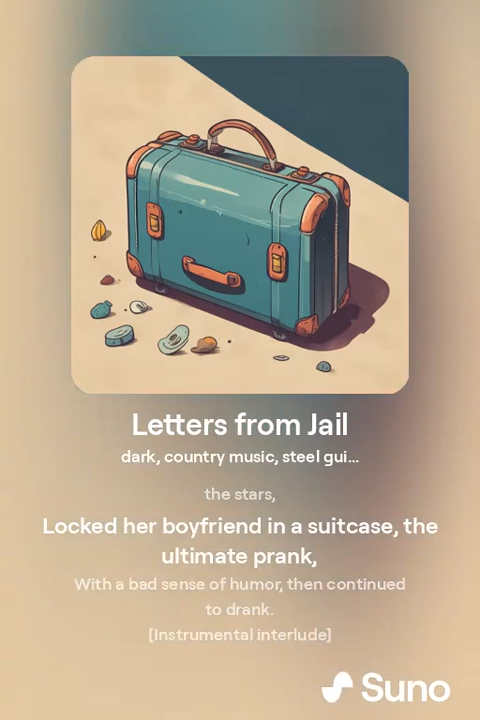 Letters from Jail
dark, country music, steel gui...
the stars,
Locked her boyfriend in a suitcase, the
ultimate prank,
With a bad sense of humor, then continued
to drank.
[Instrumental interlude]
Suno